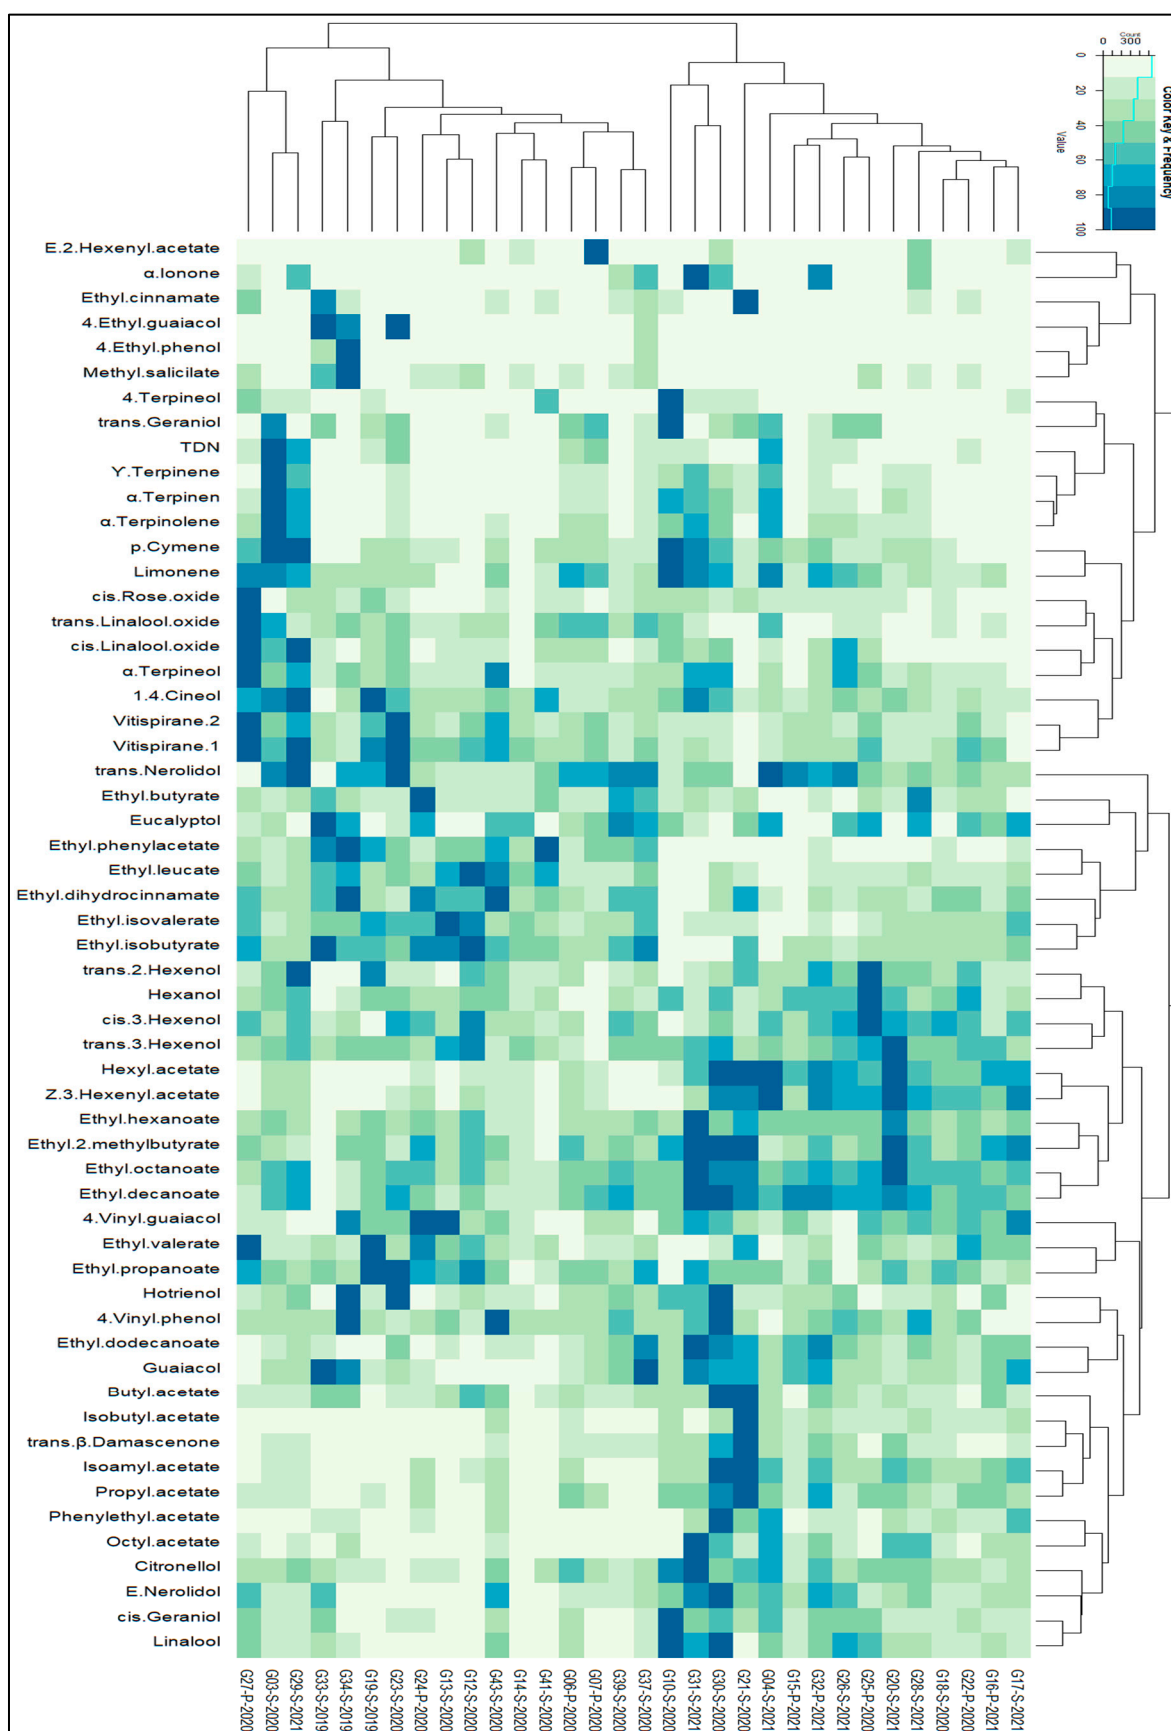 Color Key & Frequency
Count
0 300
0 20 40 60 80 100
Value
E.2.Hexenyl.acetate
α.Ionone
Ethyl.cinnamate
4.Ethyl.guaiacol
4.Ethyl.phenol
Methyl.salicilate
4.Terpineol
trans.Geraniol
TDN
ϒ.Terpinene
α.Terpinen
α.Terpinolene
p.Cymene
Limonene
cis.Rose.oxide
trans.Linalool.oxide
cis.Linalool.oxide
α.Terpineol
1.4.Cineol
Vitispirane.2
Vitispirane.1
trans.Nerolidol
Ethyl.butyrate
Eucalyptol
Ethyl.phenylacetate
Ethyl.leucate
Ethyl.dihydrocinnamate
Ethyl.isovalerate
Ethyl.isobutyrate
trans.2.Hexenol
Hexanol
cis.3.Hexenol
trans.3.Hexenol
Hexyl.acetate
Z.3.Hexenyl.acetate
Ethyl.hexanoate
Ethyl.2.methylbutyrate
Ethyl.octanoate
Ethyl.decanoate
4.Vinyl.guaiacol
Ethyl.valerate
Ethyl.propanoate
Hotrienol
4.Vinyl.phenol
Ethyl.dodecanoate
Guaiacol
Butyl.acetate
Isobutyl.acetate
trans.β.Damascenone
Isoamyl.acetate
Propyl.acetate
Phenylethyl.acetate
Octyl.acetate
Citronellol
E.Nerolidol
cis.Geraniol
Linalool
G27-P-2020
G03-S-2020
G29-S-2021
G33-S-2019
G34-S-2019
G19-S-2020
G23-S-2020
G24-P-2020
G13-S-2020
G12-S-2020
G43-S-2020
G14-S-2020
G41-S-2020
G06-P-2020
G07-P-2020
G39-S-2020
G37-S-2020
G10-S-2021
G31-S-2021
G30-S-2021
G21-S-2020
G04-S-2021
G15-P-2021
G32-P-2021
G26-S-2021
G25-P-2021
G20-S-2021
G28-S-2021
G18-S-2021
G22-P-2021
G16-P-2021
G17-S-2021